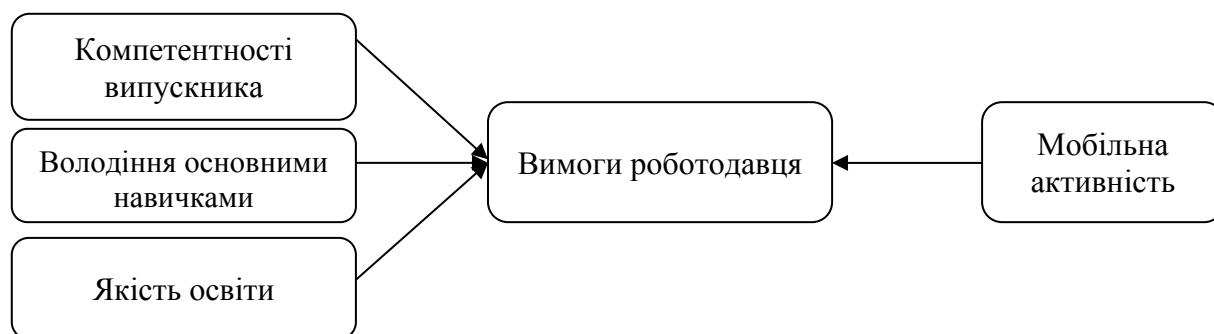 Компетентності
випускника
Володіння основними
навичками
Якість освіти
Вимоги роботодавця
Мобільна
активність